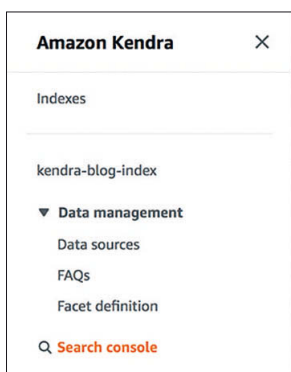 Amazon Kendra
Indexes
kendra-blog-index
Data management
Data sources
FAQs
Facet definition
Search console